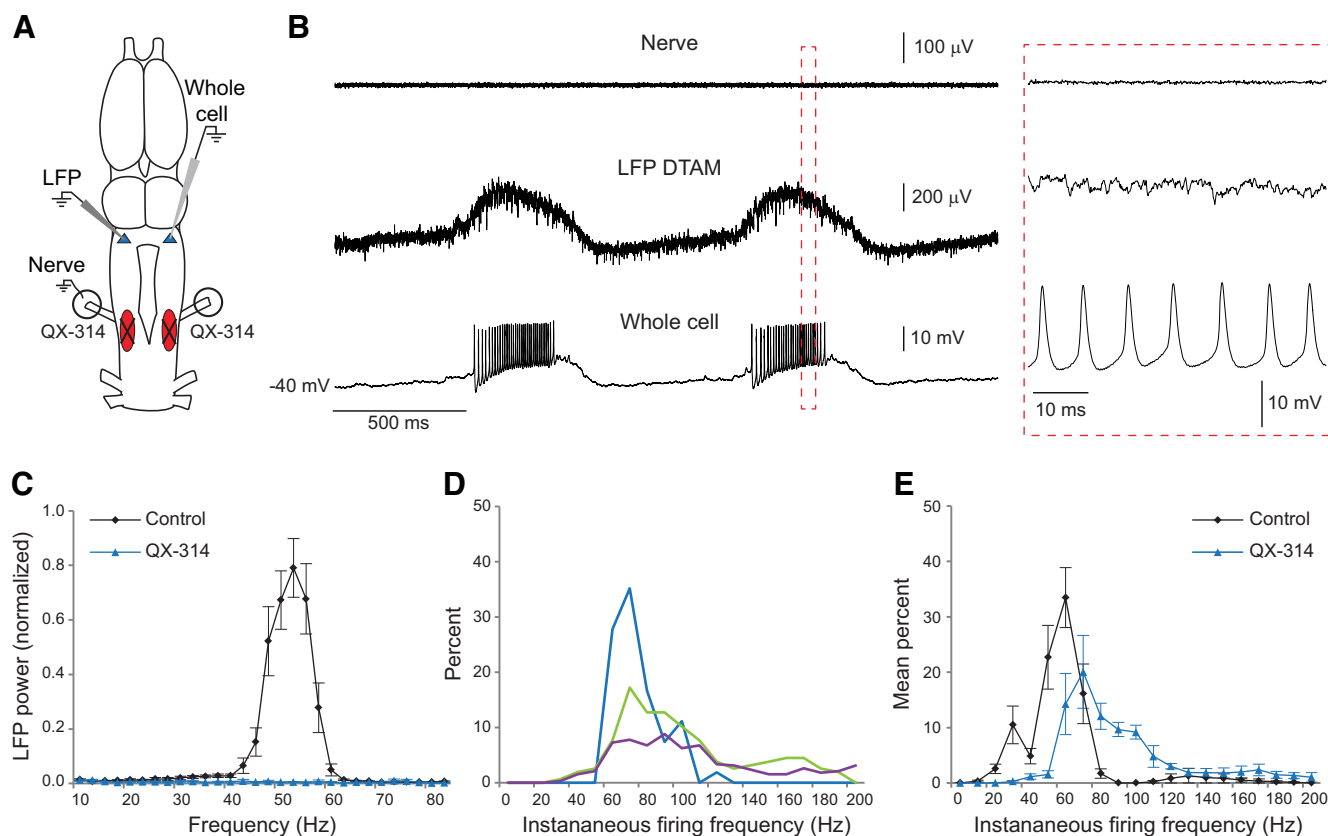 A
Whole
cell
LFP
Nerve
QX-314
QX-314
B
Nerve
100 μV
LFP DTAM
200 μV
Whole cell
10 mV
-40 mV
500 ms
10 ms
10 mV
C
1.0
0.8
0.6
0.4
0.2
0.0
LFP power (normalized)
Control
QX-314
10 20 30 40 50 60 70 80
Frequency (Hz)
D
50
40
30
20
10
0
Percent
0 20 40 60 80 100 120 140 160 180 200
Instananeous firing frequency (Hz)
E
50
40
30
20
10
0
Mean percent
Control
QX-314
0 20 40 60 80 100 120 140 160 180 200
Instananeous firing frequency (Hz)